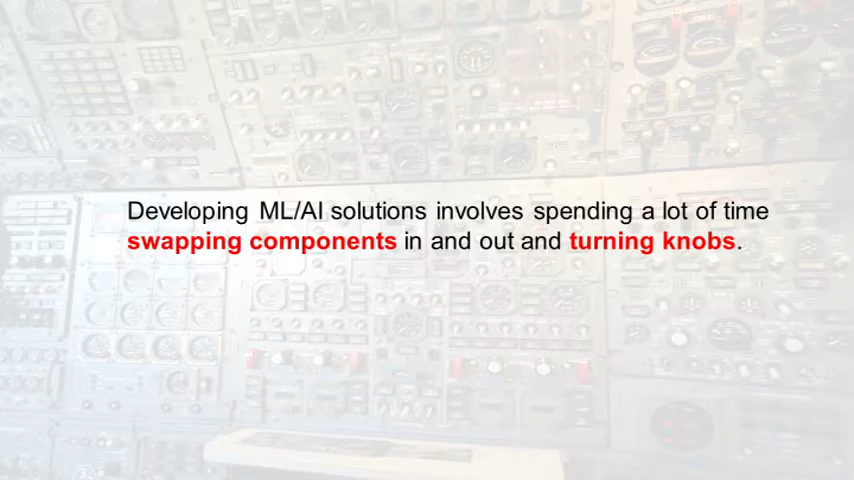 Developing ML/AI solutions involves spending a lot of time
swapping components in and out and turning knobs.